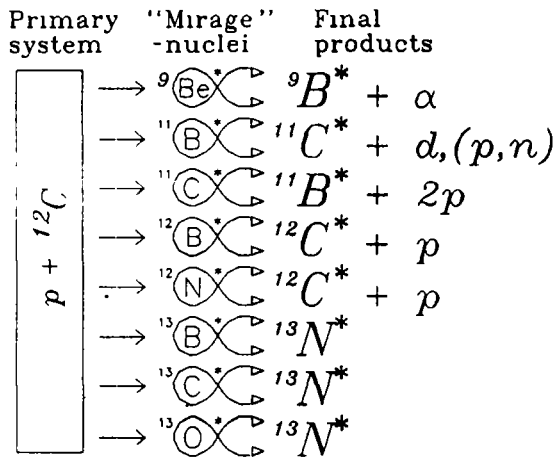 Primary "Mirage" Final
system -nuclei products
p + ¹²C
⁹Be* ⁹B* + α
¹¹B* ¹¹C* + d,(p,n)
¹¹C* ¹¹B* + 2p
¹²B* ¹²C* + p
¹²N* ¹²C* + p
¹³B* ¹³N*
¹³C* ¹³N*
¹³O* ¹³N*